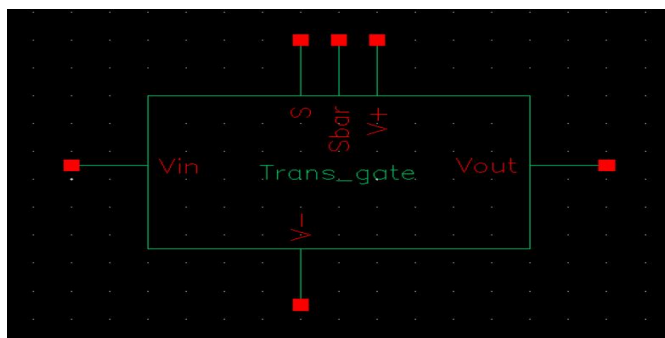 S
Sbar
V+
Vin
Trans_gate
Vout
V-